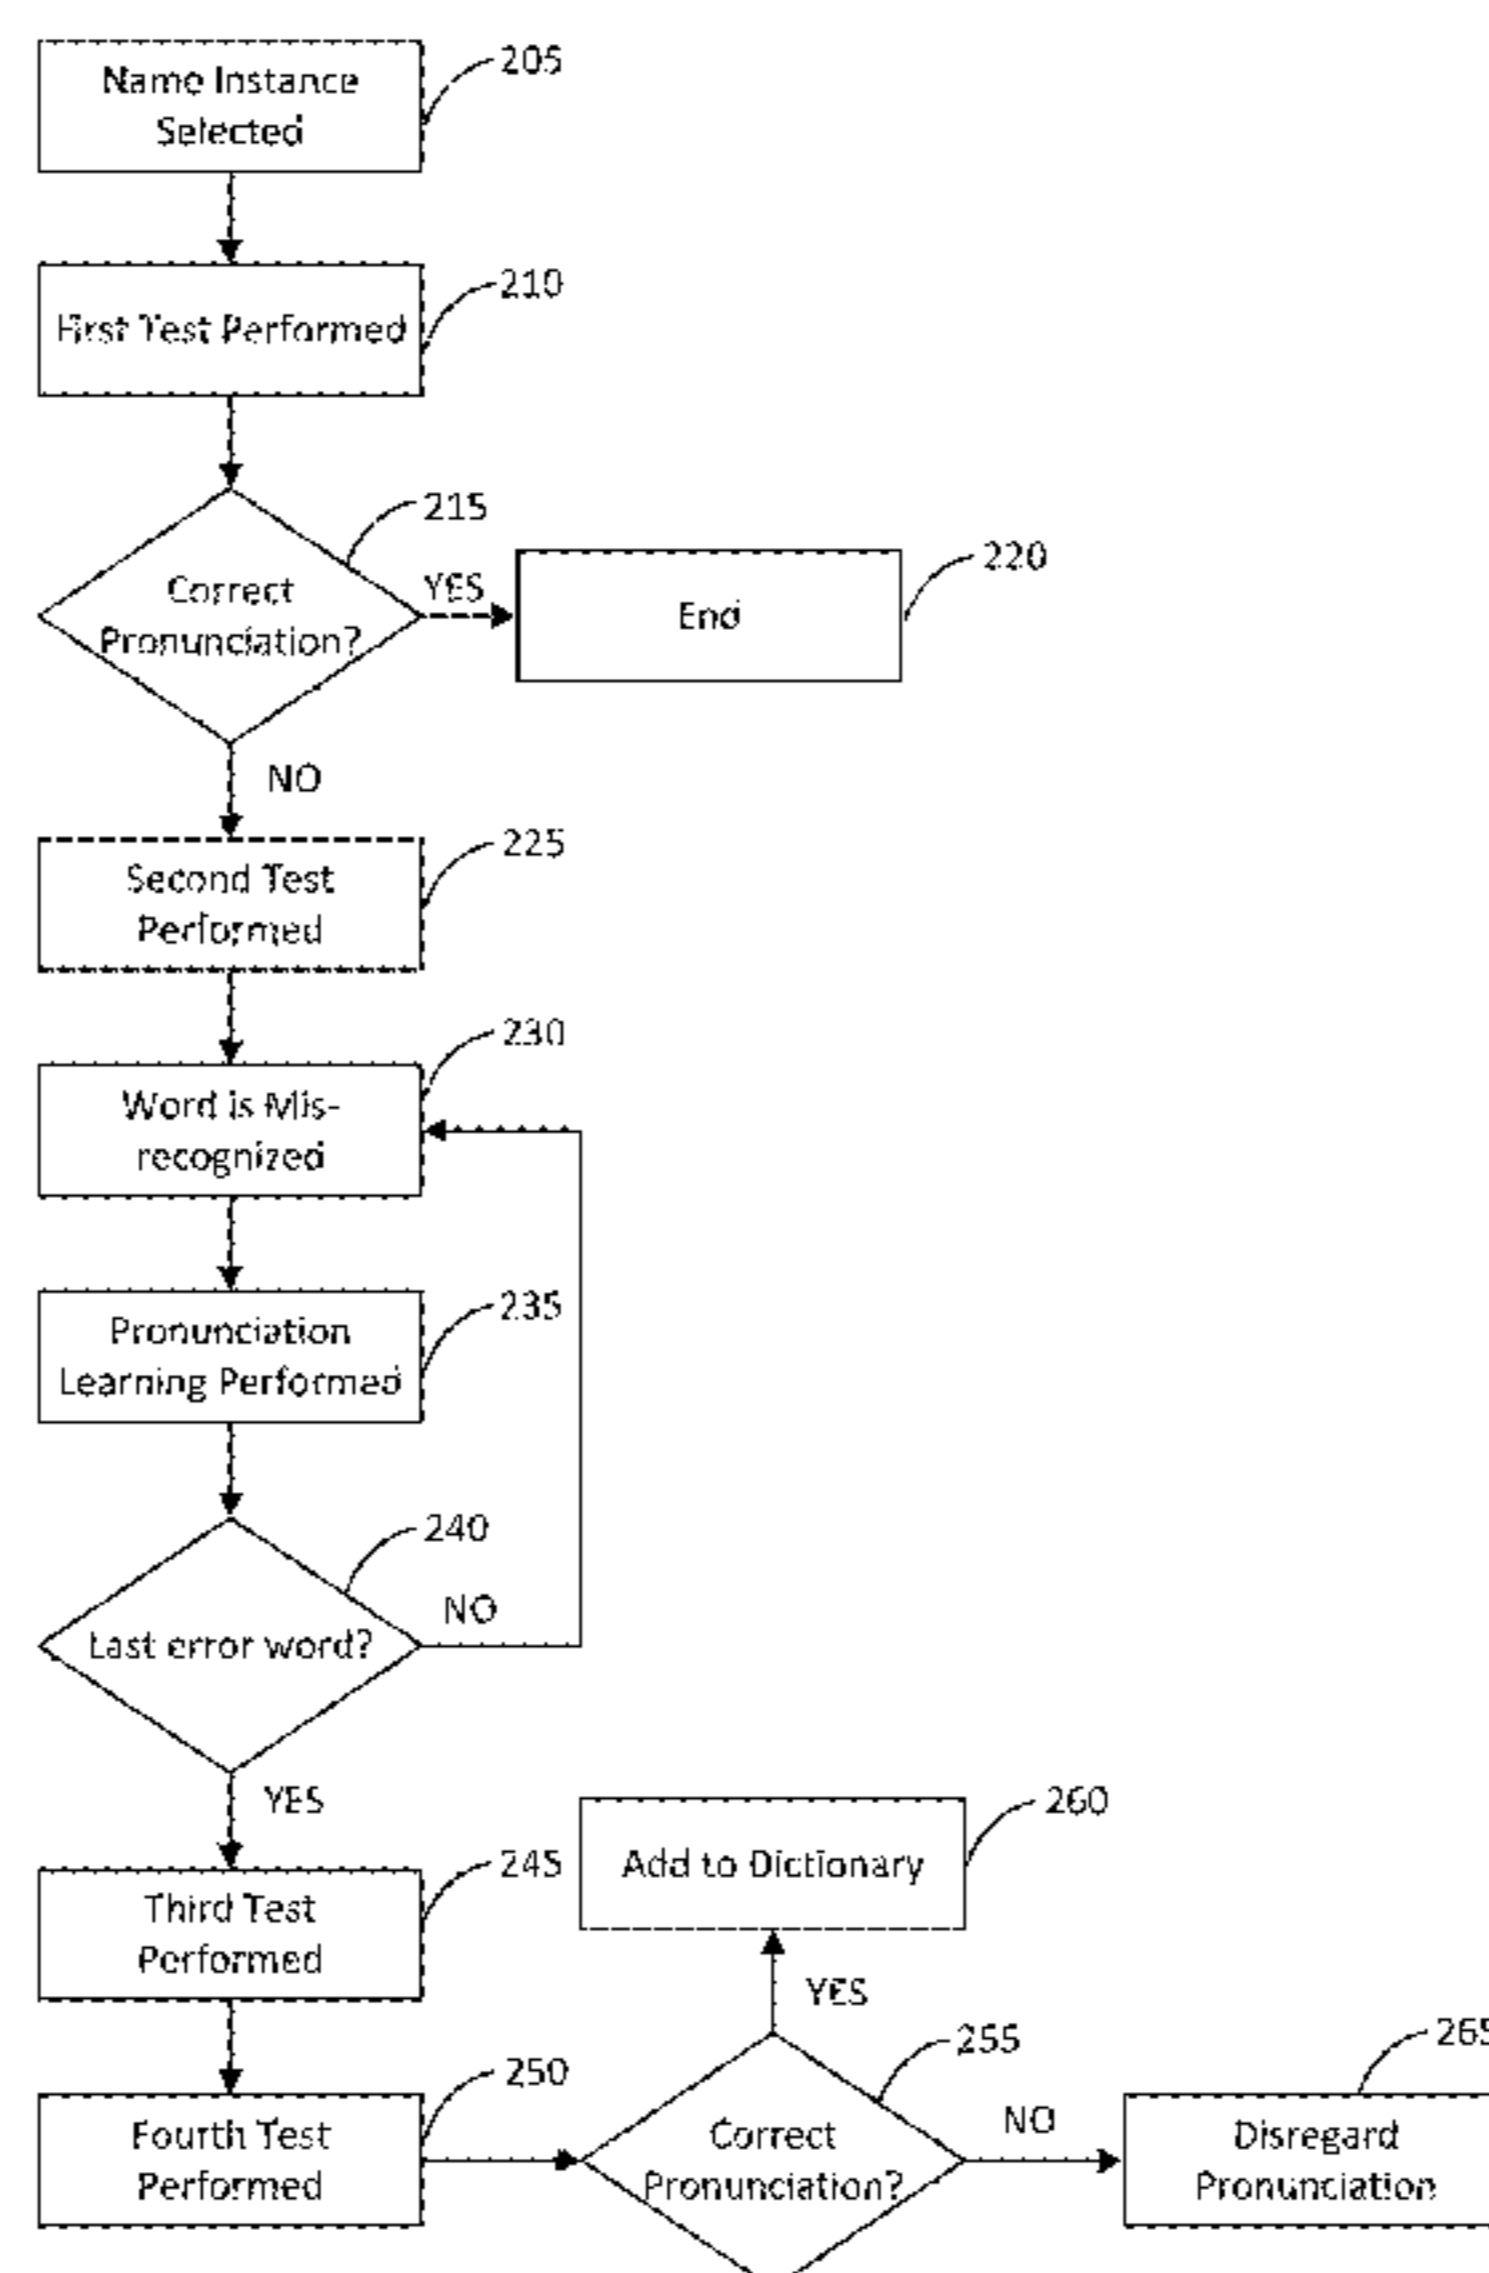 Name Instance
Selected
205
First Test Performed
210
Correct
Pronunciation?
215
YES
End
220
NO
Second Test
Performed
225
Word is Mis-
recognized
230
Pronunciation
Learning Performed
235
Last error word?
240
NO
YES
Third Test
Performed
245
Add to Dictionary
260
YES
Fourth Test
Performed
250
Correct
Pronunciation?
255
NO
Disregard
Pronunciation
265